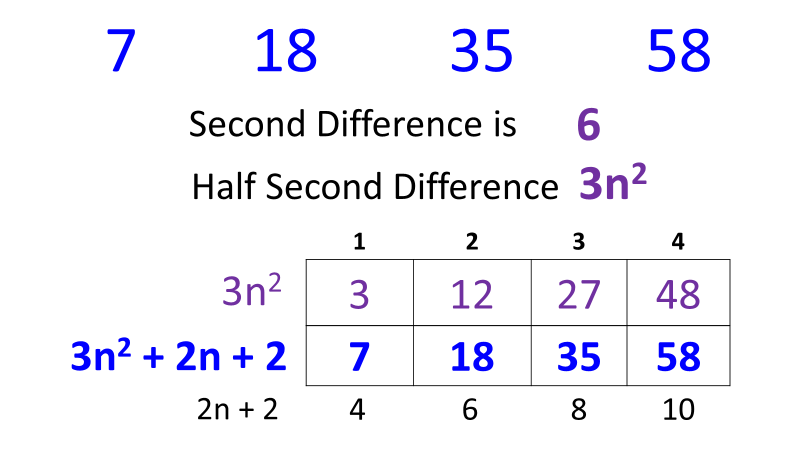 7 18 35 58
Second Difference is 6
Half Second Difference 3n²
1 2 3 4
3n² 3 12 27 48
3n² + 2n + 2 7 18 35 58
2n + 2 4 6 8 10